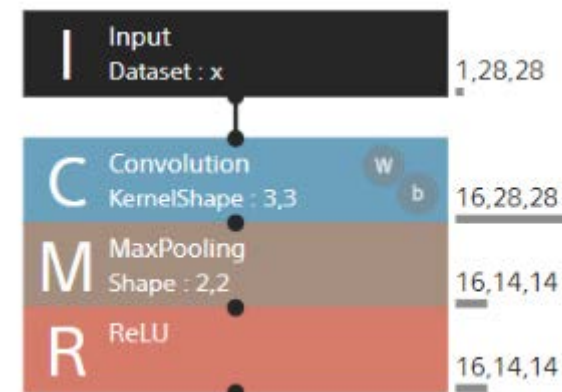 I
Input
Dataset : x
1,28,28
C
Convolution
KernelShape : 3,3
W
b
16,28,28
M
MaxPooling
Shape : 2,2
16,14,14
R
ReLU
16,14,14